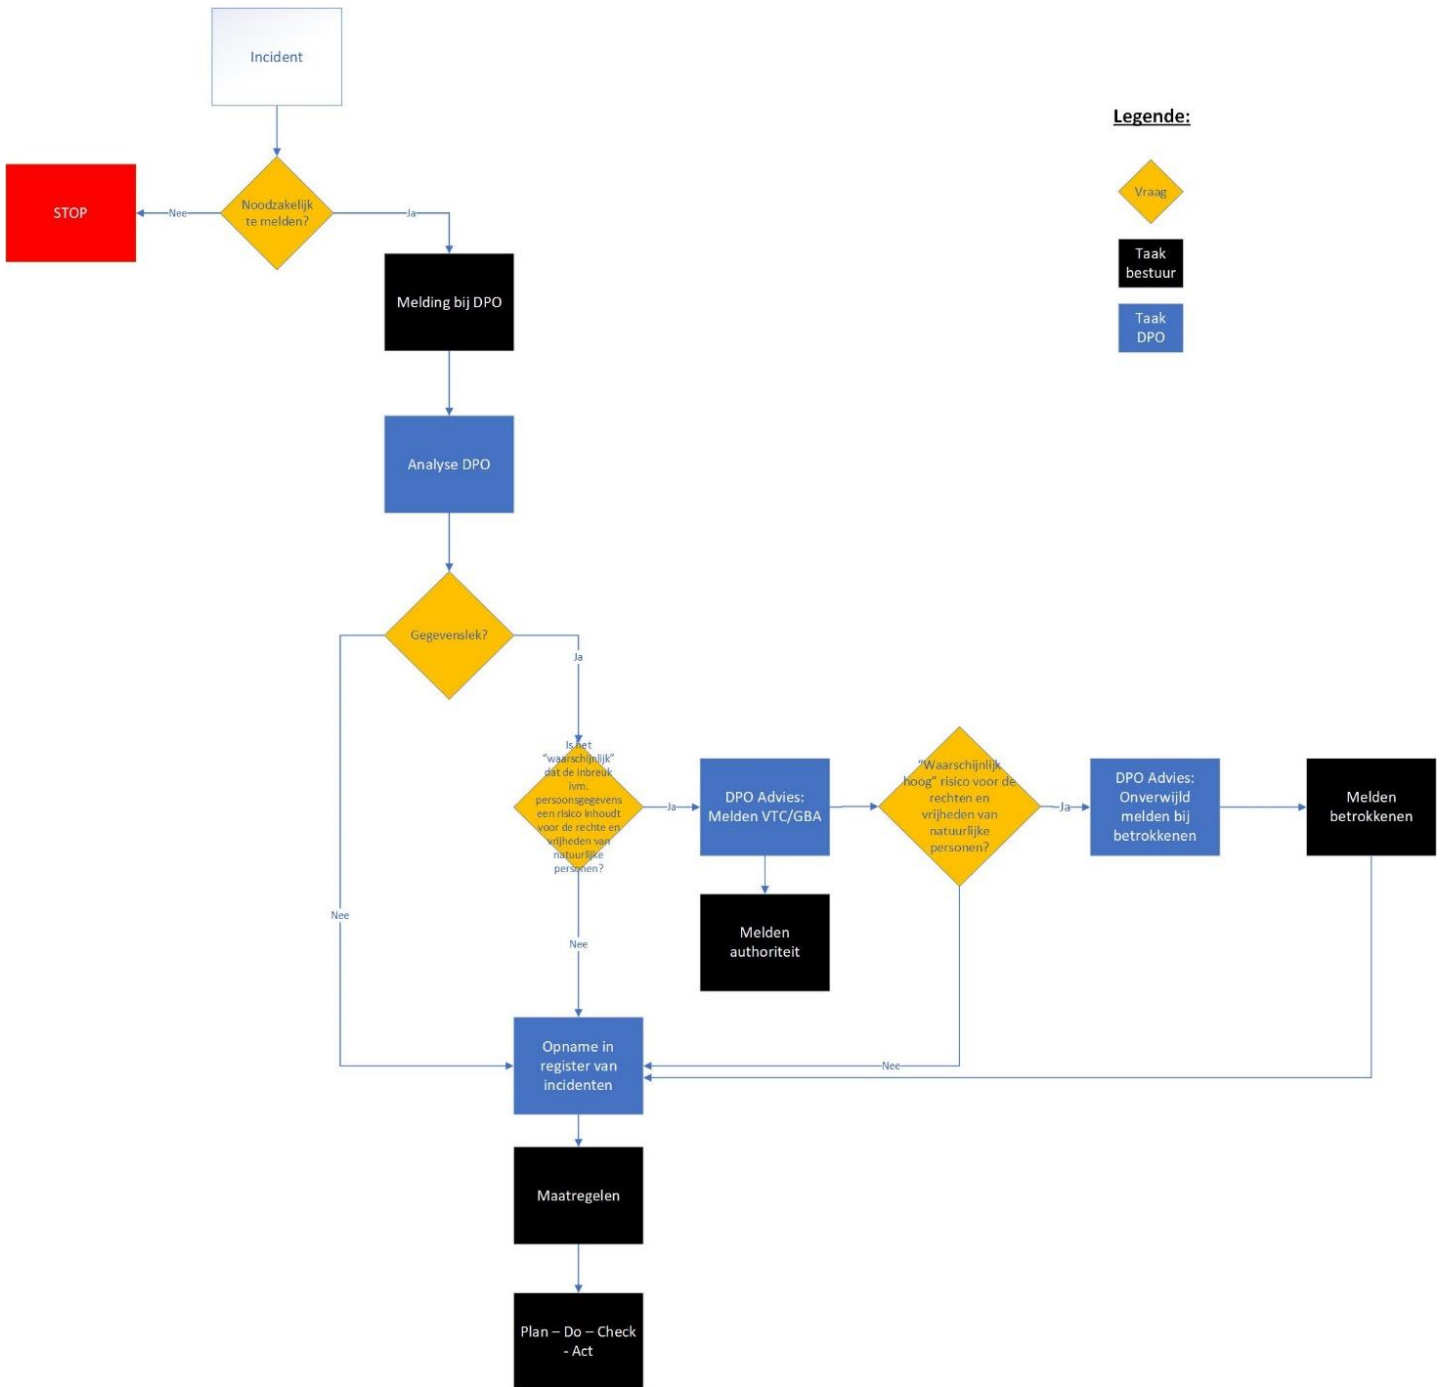 Incident
Legende:
Noodzakelijk
te melden?
Nee
Ja
STOP
Vraag
Taak
bestuur
Taak
DPO
Melding bij DPO
Analyse DPO
Gegevenslek?
Ja
Nee
Is het
“waarschijnlijk”
dat de inbreuk
ivm.
persoonsgegevens
een risico inhoudt
voor de rechte en
vrijheden van
natuurlijke
personen?
Ja
DPO Advies:
Melden VTC/GBA
“Waarschijnlijk
hoog” risico voor de
rechten en
vrijheden van
natuurlijke
personen?
Ja
DPO Advies:
Onverwijld
melden bij
betrokkenen
Melden
betrokkenen
Melden
authoriteit
Nee
Nee
Opname in
register van
incidenten
Maatregelen
Plan – Do – Check
- Act